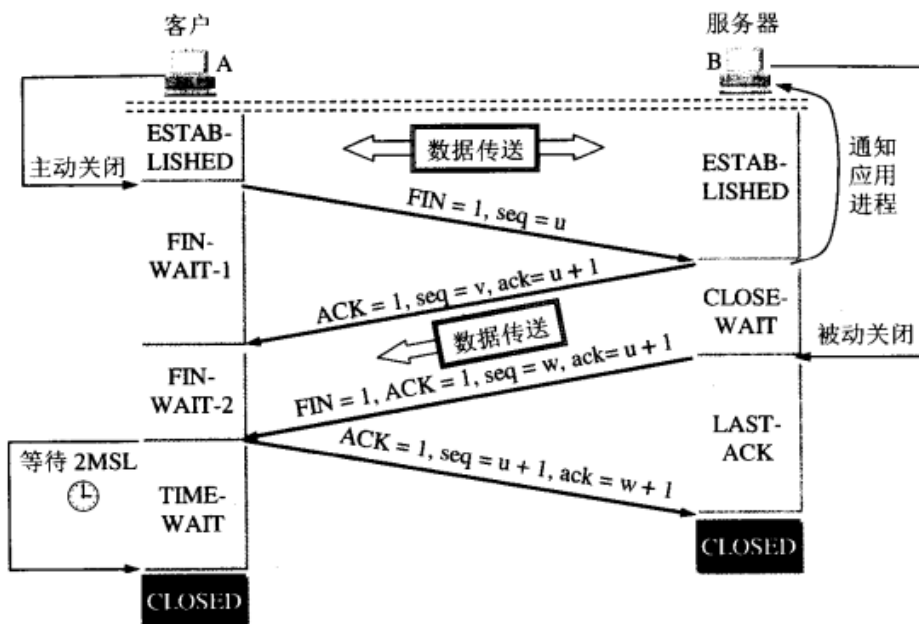 客户
服务器
A
B
ESTAB-
LISHED
数据传送
主动关闭
ESTAB-
LISHED
通知
应用
进程
FIN = 1, seq = u
FIN-
WAIT-1
ACK = 1, seq = v, ack= u + 1
CLOSE-
WAIT
数据传送
被动关闭
FIN-
WAIT-2
FIN = 1, ACK = 1, seq = w, ack= u + 1
LAST-
ACK
等待 2MSL
ACK = 1, seq = u + 1, ack = w + 1
TIME-
WAIT
CLOSED
CLOSED